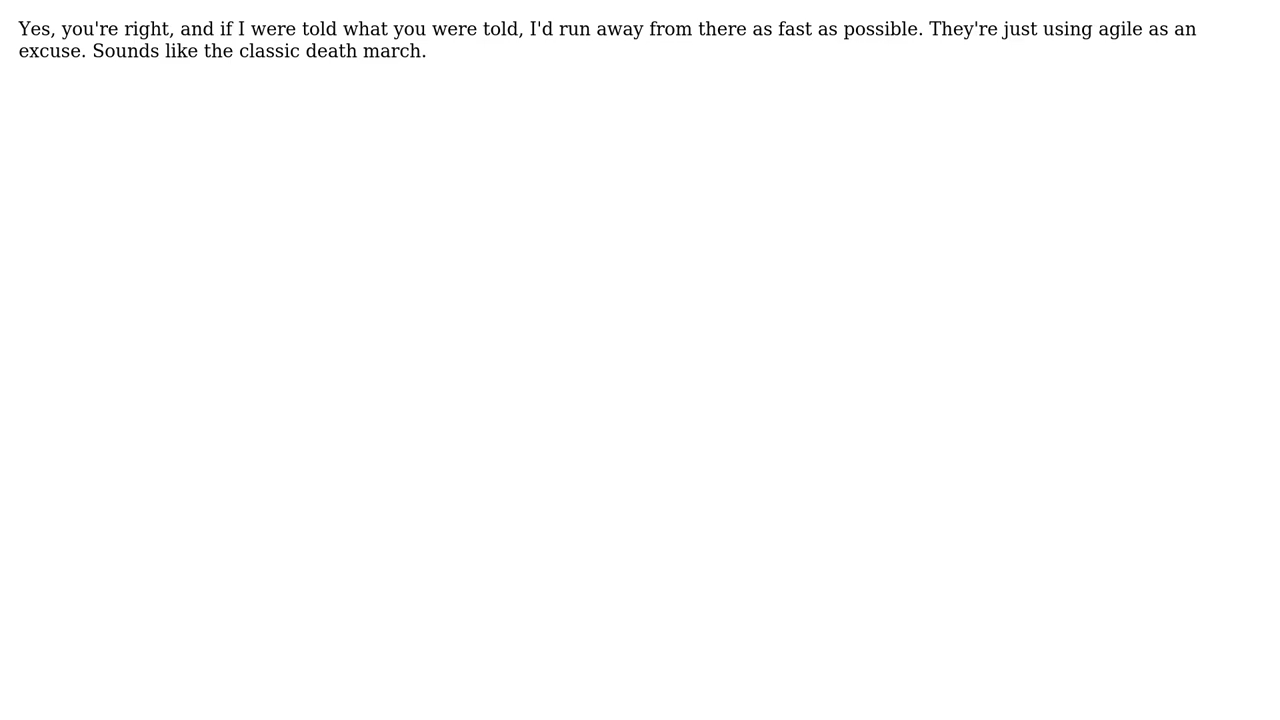 Yes, you're right, and if I were told what you were told, I'd run away from there as fast as possible. They're just using agile as an
excuse. Sounds like the classic death march.